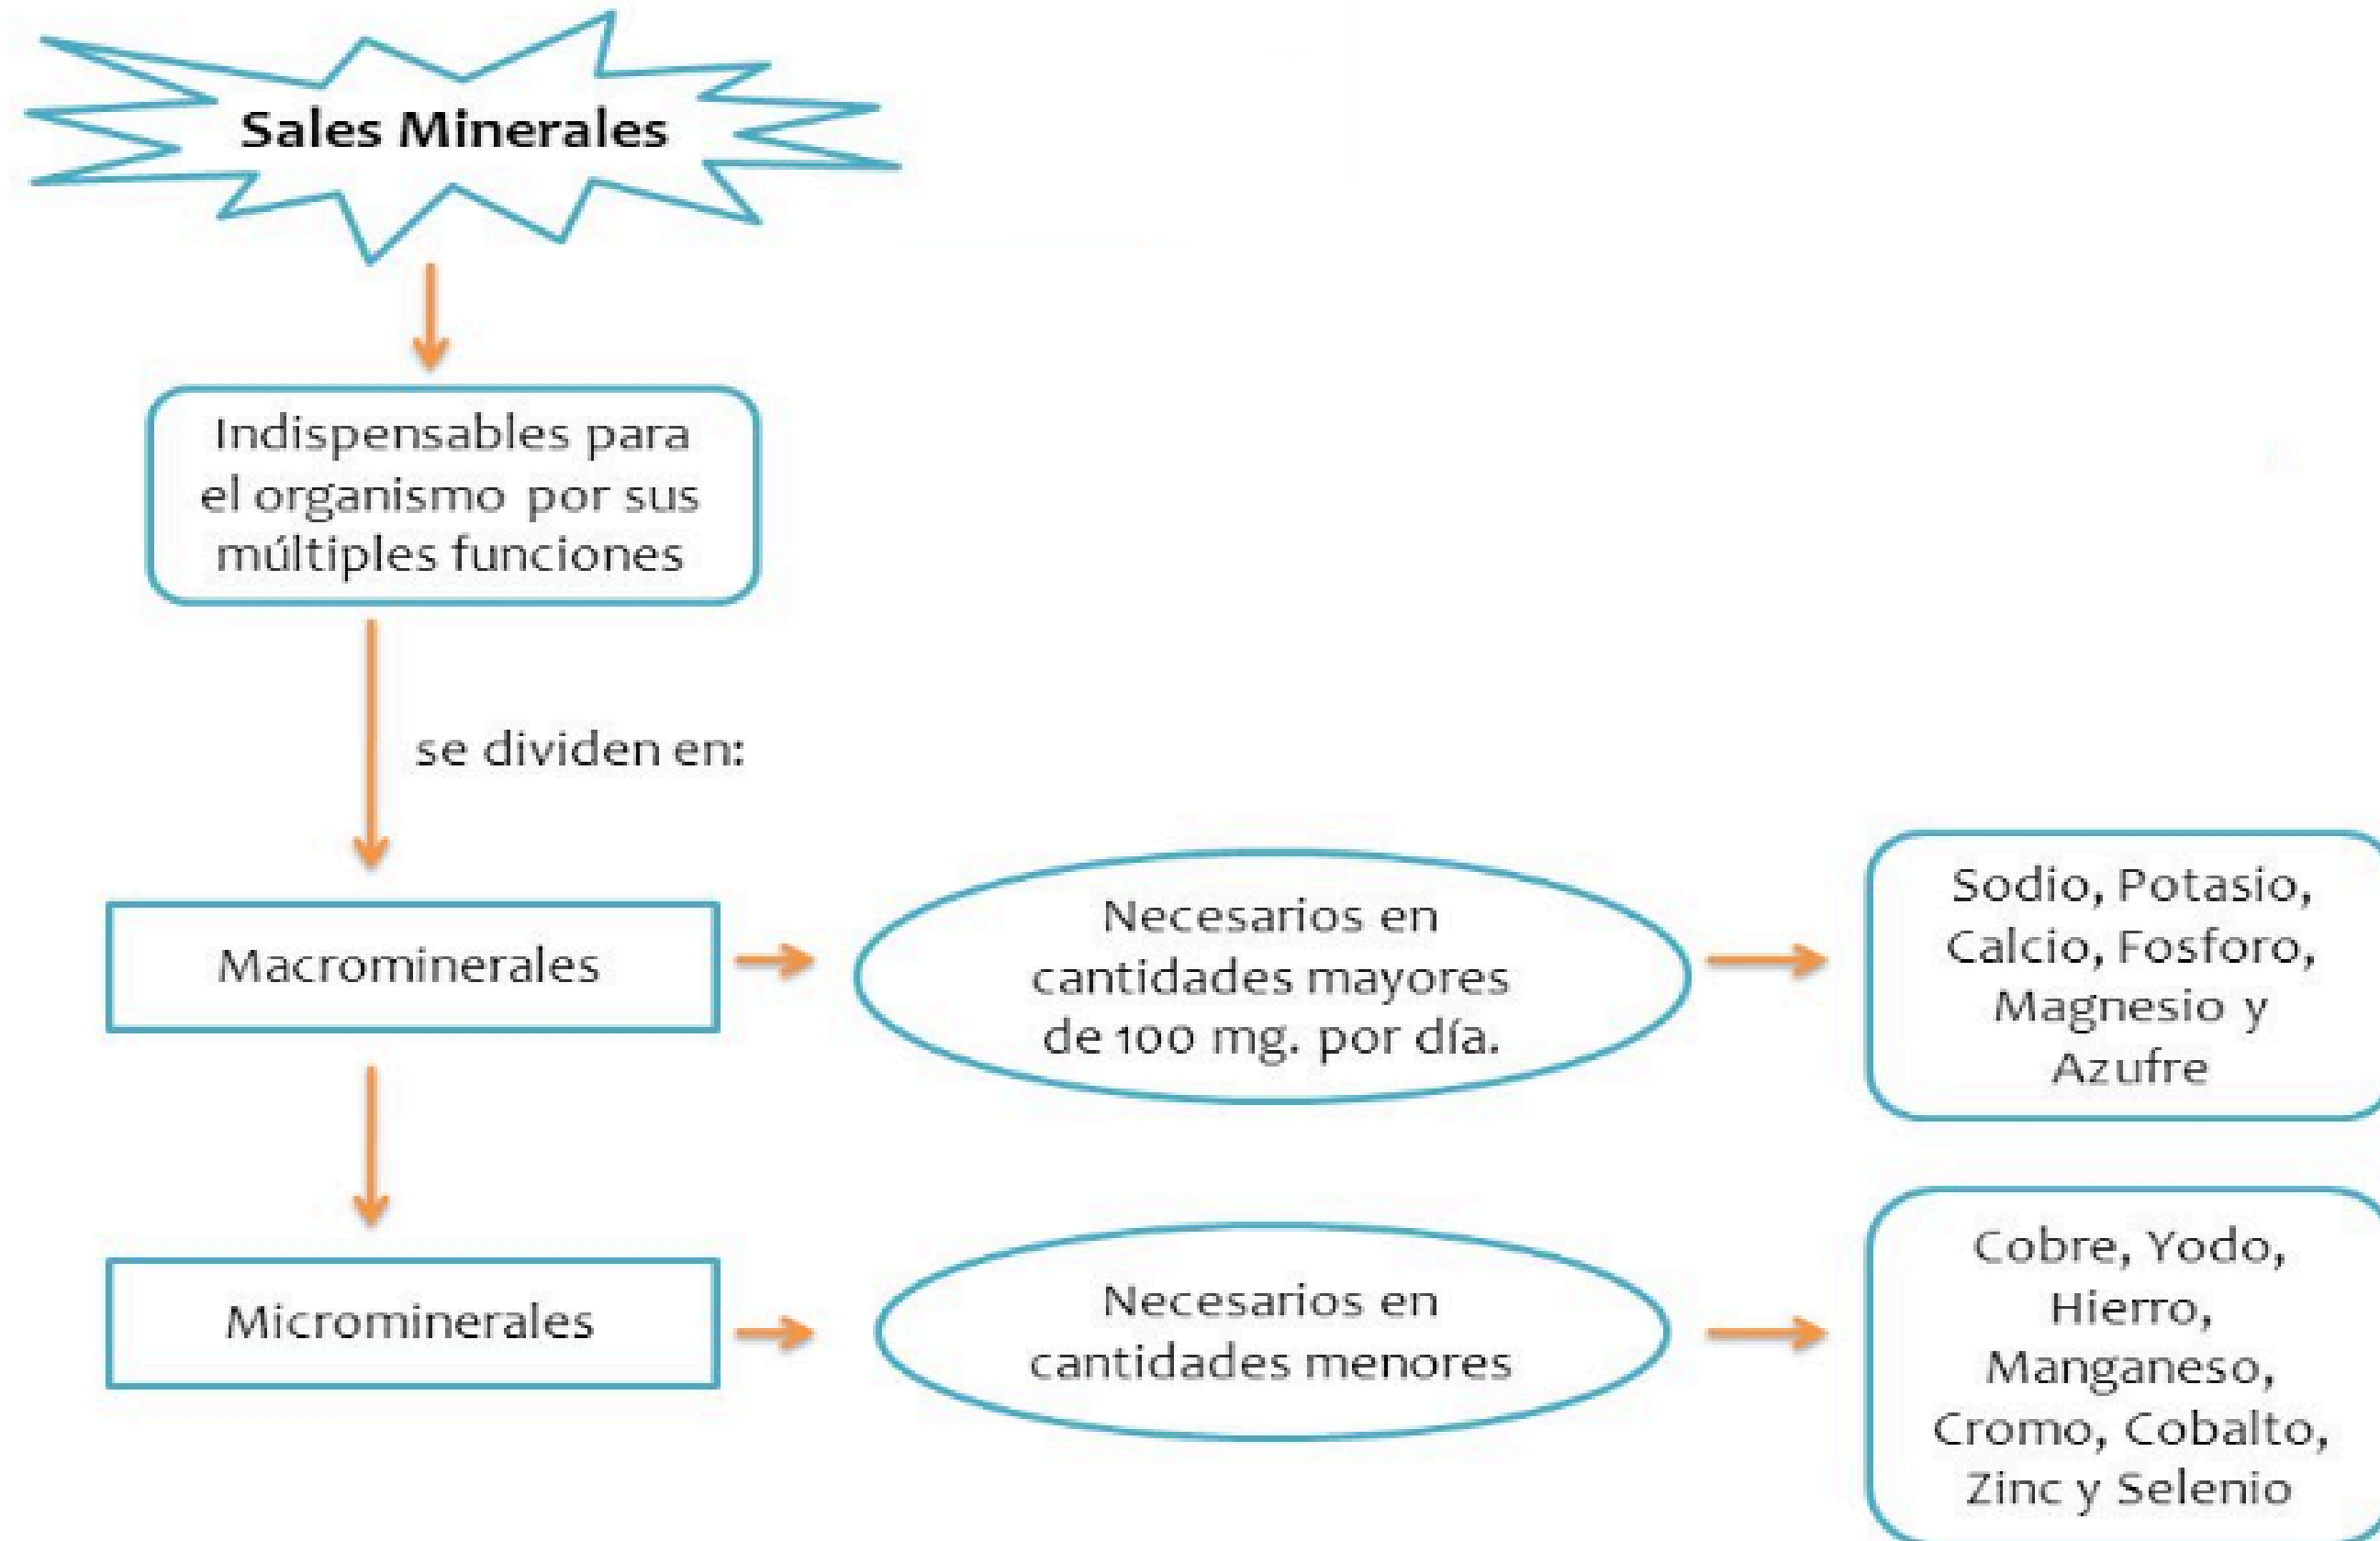 Sales Minerales
Indispensables para
el organismo por sus
múltiples funciones
se dividen en:
Macrominerales
Necesarios en
cantidades mayores
de 100 mg. por día.
Sodio, Potasio,
Calcio, Fosforo,
Magnesio y
Azufre
Microminerales
Necesarios en
cantidades menores
Cobre, Yodo,
Hierro,
Manganeso,
Cromo, Cobalto,
Zinc y Selenio